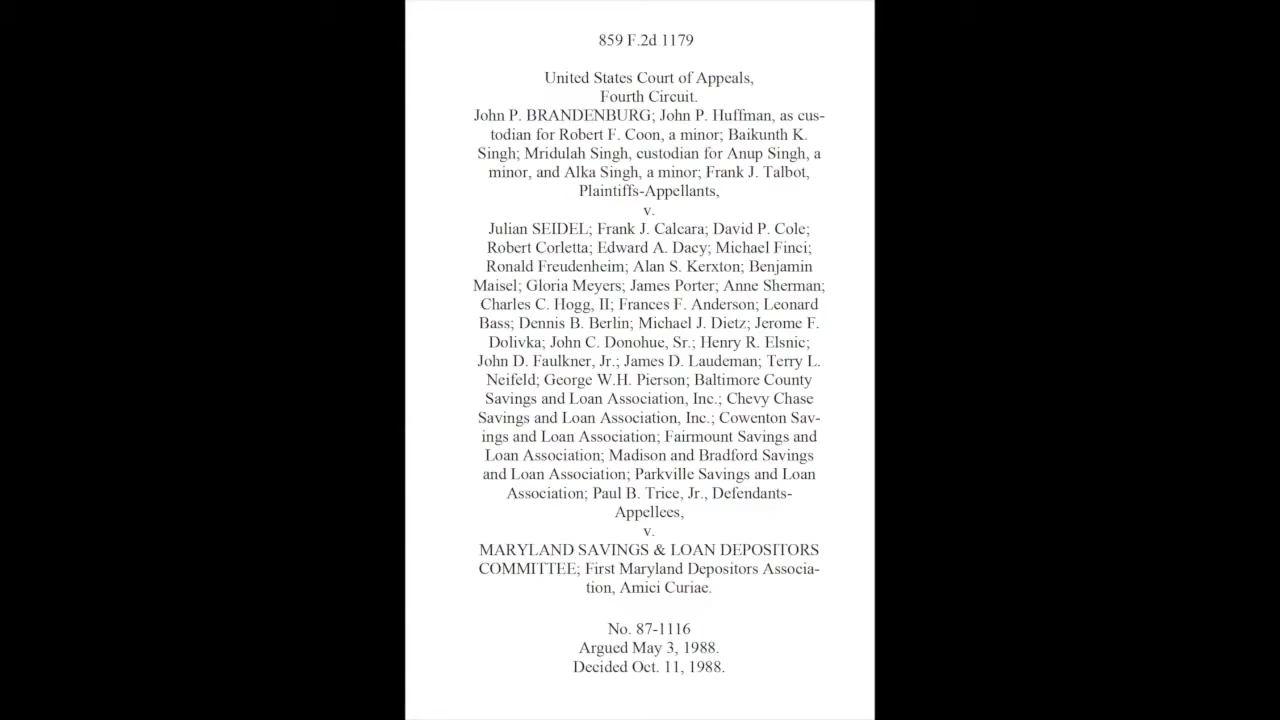 859 F.2d 1179
United States Court of Appeals,
Fourth Circuit.
John P. BRANDENBURG; John P. Huffman, as cus-
todian for Robert F. Coon, a minor; Baikunth K.
Singh; Mridulah Singh, custodian for Anup Singh, a
minor, and Alka Singh, a minor; Frank J. Talbot,
Plaintiffs-Appellants,
v.
Julian SEIDEL; Frank J. Calcara; David P. Cole;
Robert Corletta; Edward A. Dacy; Michael Finci;
Ronald Freudenheim; Alan S. Kerxton; Benjamin
Maisel; Gloria Meyers; James Porter; Anne Sherman;
Charles C. Hogg, II; Frances F. Anderson; Leonard
Bass; Dennis B. Berlin; Michael J. Dietz; Jerome F.
Dolivka; John C. Donohue, Sr.; Henry R. Elsnic;
John D. Faulkner, Jr.; James D. Laudeman; Terry L.
Neifeld; George W.H. Pierson; Baltimore County
Savings and Loan Association, Inc.; Chevy Chase
Savings and Loan Association, Inc.; Cowenton Sav-
ings and Loan Association; Fairmount Savings and
Loan Association; Madison and Bradford Savings
and Loan Association; Parkville Savings and Loan
Association; Paul B. Trice, Jr., Defendants-
Appellees,
v.
MARYLAND SAVINGS & LOAN DEPOSITORS
COMMITTEE; First Maryland Depositors Associa-
tion, Amici Curiae.
No. 87-1116
Argued May 3, 1988.
Decided Oct. 11, 1988.